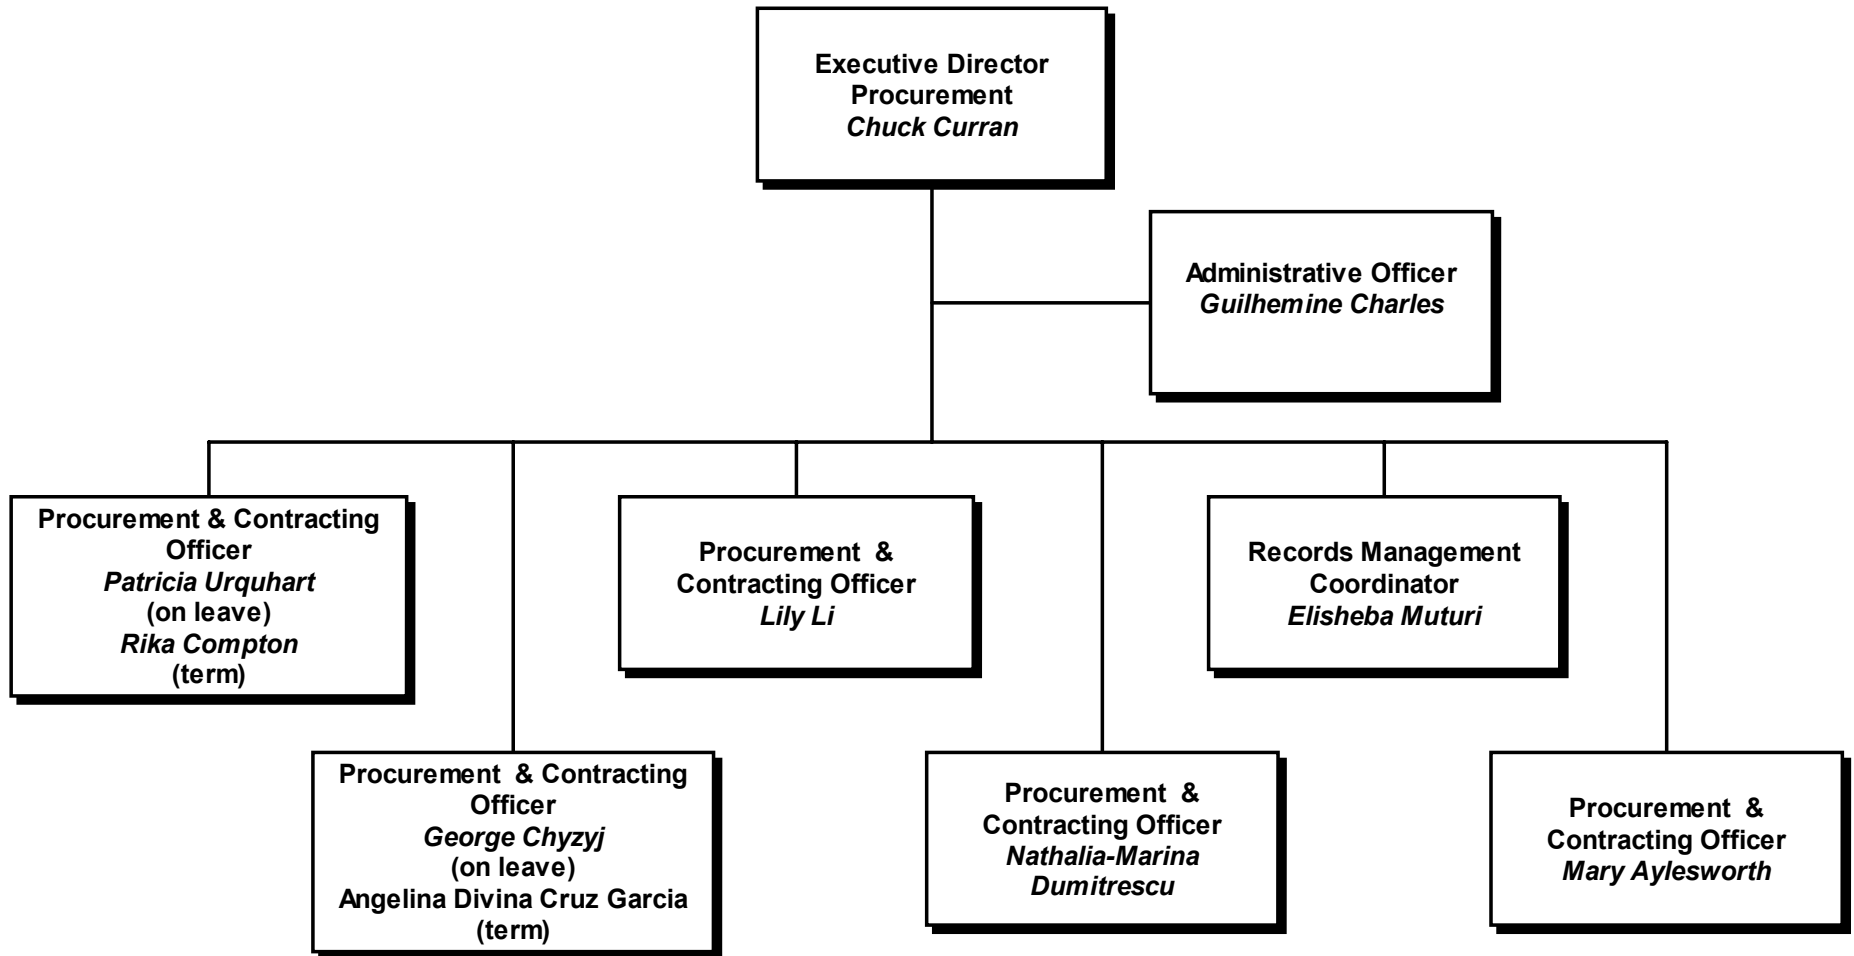 Executive Director
Procurement
Chuck Curran
Administrative Officer
Guilhemine Charles
Procurement & Contracting
Officer
Patricia Urquhart
(on leave)
Rika Compton
(term)
Procurement &
Contracting Officer
Lily Li
Records Management
Coordinator
Elisheba Muturi
Procurement & Contracting
Officer
George Chyzyj
(on leave)
Angelina Divina Cruz Garcia
(term)
Procurement &
Contracting Officer
Nathalia-Marina
Dumitrescu
Procurement &
Contracting Officer
Mary Aylesworth